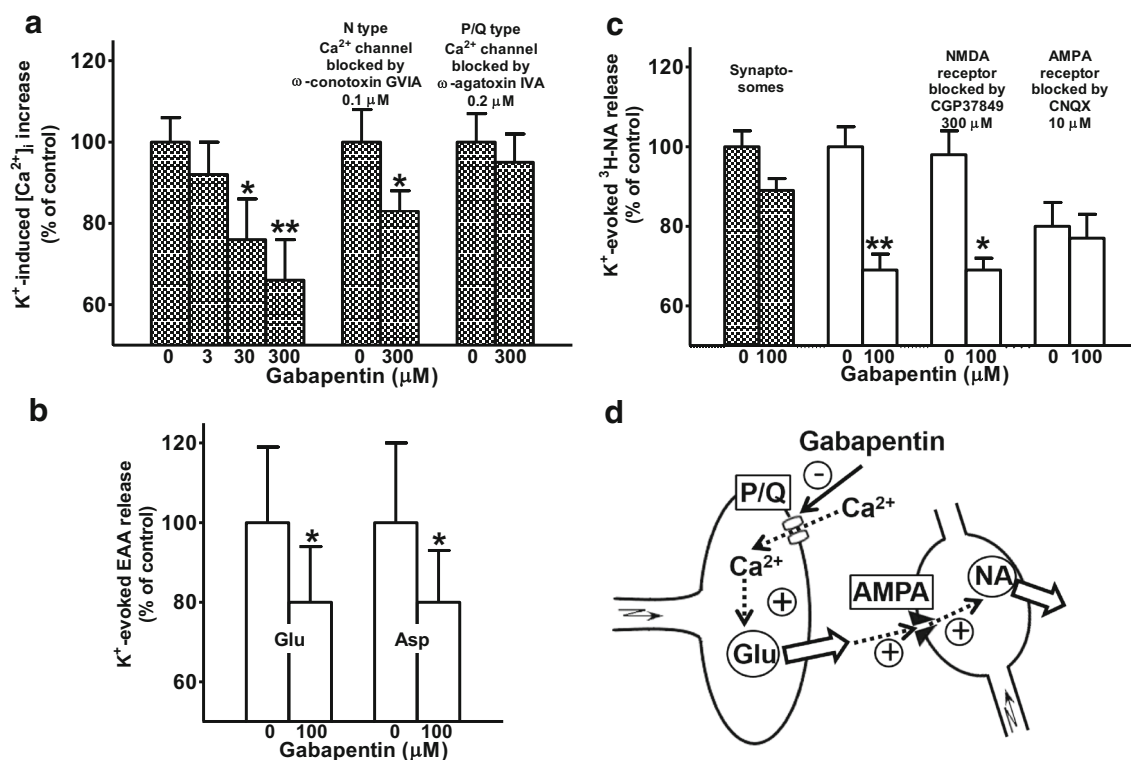 a
K⁺-induced [Ca²⁺]ᵢ increase
(% of control)
120
100
80
60
N type
Ca²⁺ channel
blocked by
ω-conotoxin GVIA
0.1 μM
P/Q type
Ca²⁺ channel
blocked by
ω-agatoxin IVA
0.2 μM
*
**
*
0 3 30 300 0 300 0 300
Gabapentin (μM)
b
K⁺-evoked EAA release
(% of control)
120
100
80
60
*
*
Glu
Asp
0 100 0 100
Gabapentin (μM)
c
K⁺-evoked ³H-NA release
(% of control)
120
100
80
60
Synapto-
somes
NMDA
receptor
blocked by
CGP37849
300 μM
AMPA
receptor
blocked by
CNQX
10 μM
**
*
0 100 0 100 0 100 0 100
Gabapentin (μM)
d
Gabapentin
-
P/Q
Ca²⁺
Ca²⁺
+
Glu
AMPA
NA
+
+